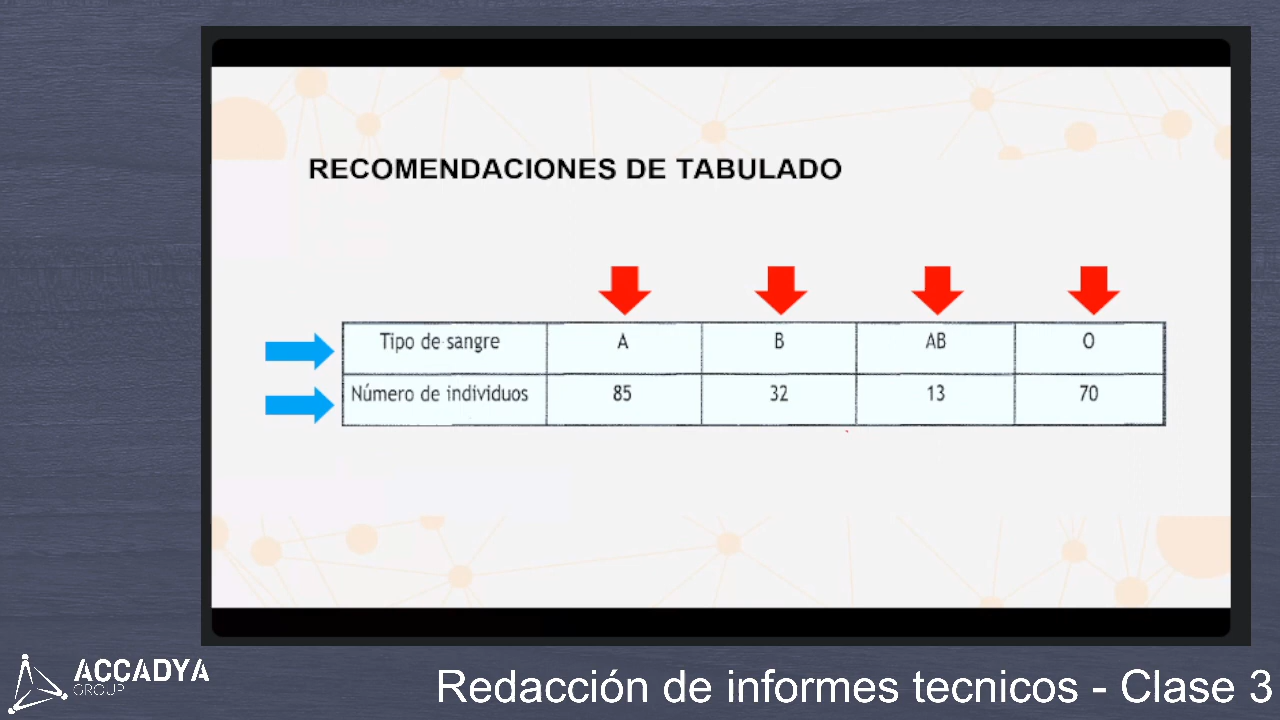 RECOMENDACIONES DE TABULADO
Tipo de sangre A B AB O
Número de individuos 85 32 13 70
ACCADYA
GROUP
Redacción de informes tecnicos - Clase 3